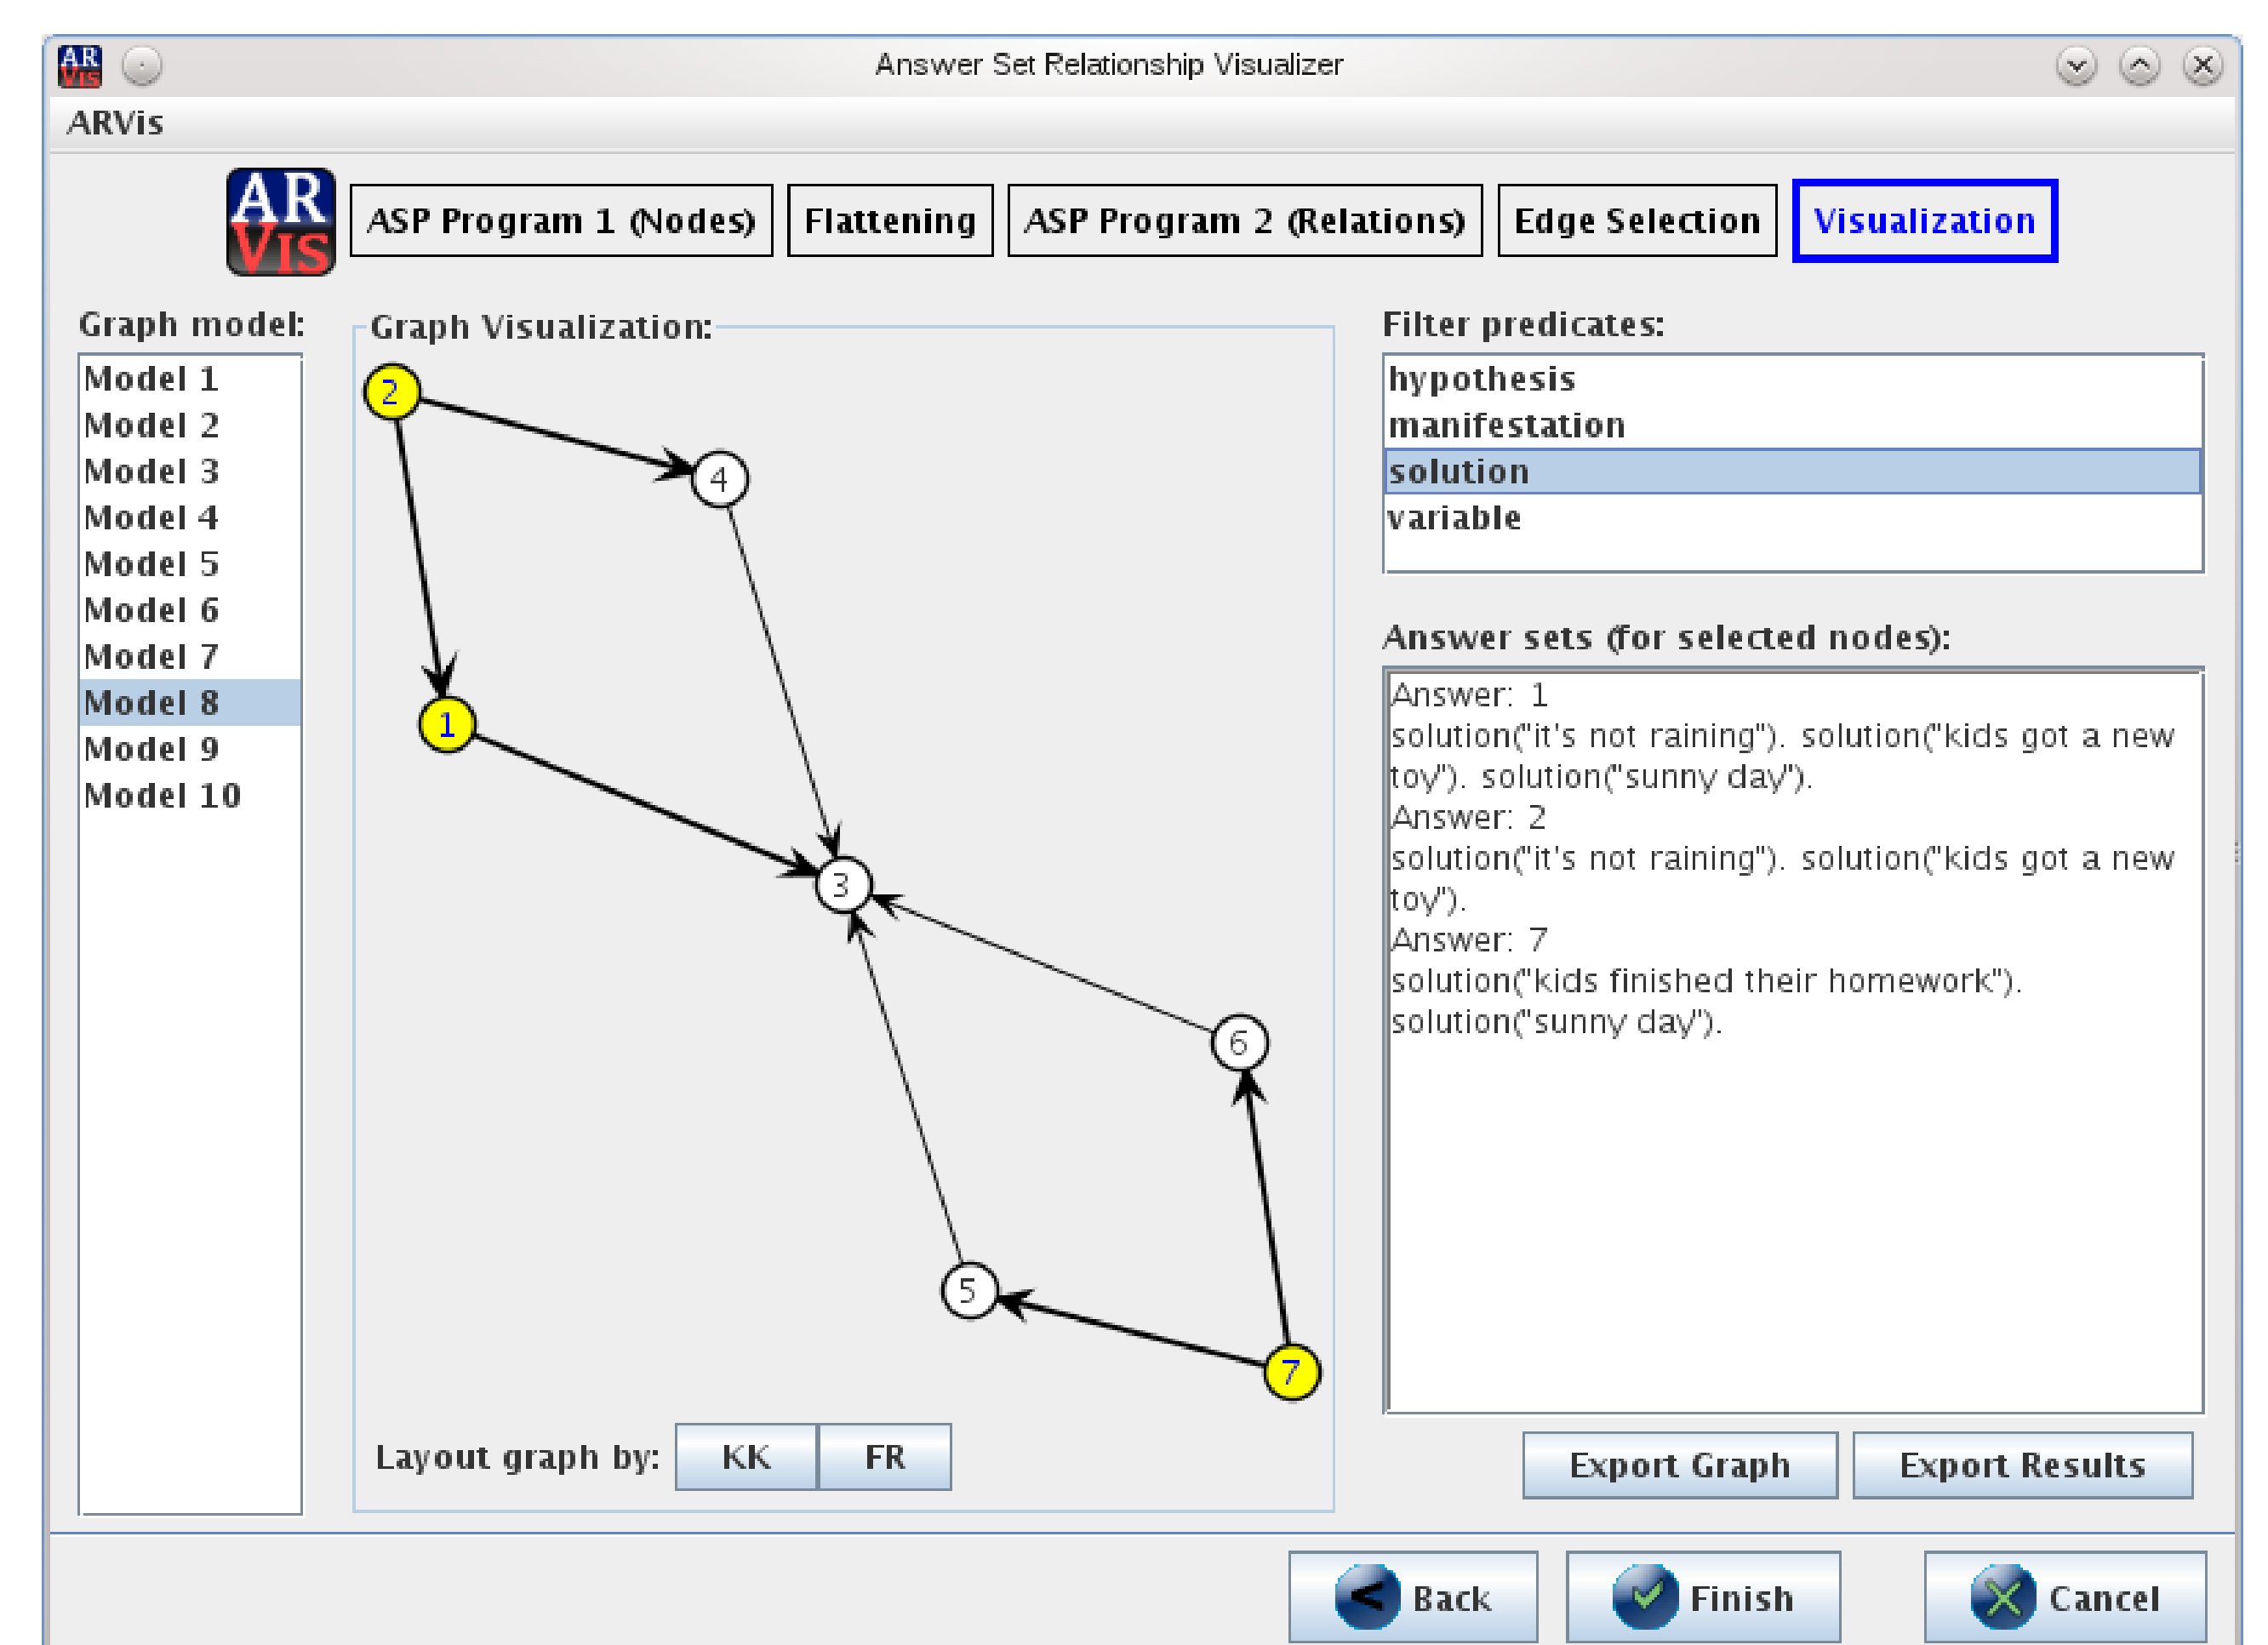 AR
VIS
Answer Set Relationship Visualizer
ARVis
AR
VIS
ASP Program 1 (Nodes)
Flattening
ASP Program 2 (Relations)
Edge Selection
Visualization
Graph model:
Model 1
Model 2
Model 3
Model 4
Model 5
Model 6
Model 7
Model 8
Model 9
Model 10
Graph Visualization:
2
4
1
3
6
5
7
Layout graph by:
KK
FR
Filter predicates:
hypothesis
manifestation
solution
variable
Answer sets (for selected nodes):
Answer: 1
solution("it's not raining"). solution("kids got a new
toy"). solution("sunny day").
Answer: 2
solution("it's not raining"). solution("kids got a new
toy").
Answer: 7
solution("kids finished their homework").
solution("sunny day").
Export Graph
Export Results
Back
Finish
Cancel